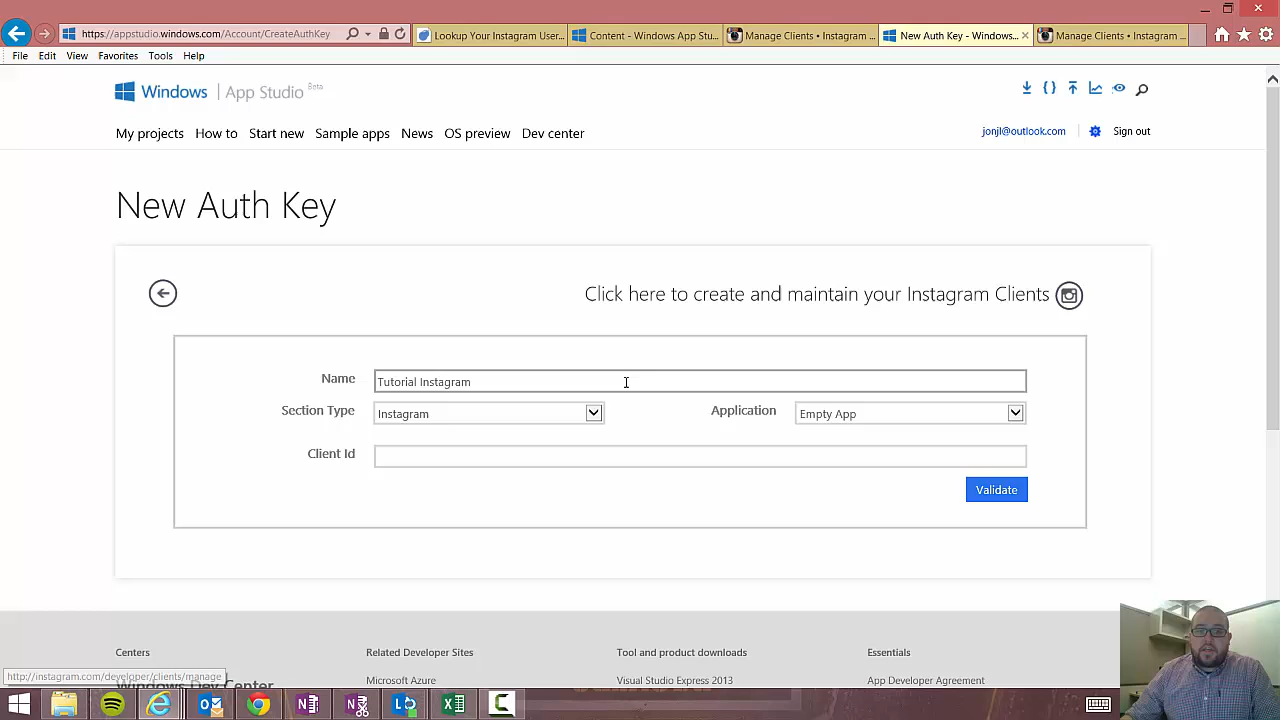 https://appstudio.windows.com/Account/CreateAuthKey
Lookup Your Instagram User...
Content - Windows App Stu...
Manage Clients • Instagram ...
New Auth Key - Windows...
Manage Clients • Instagram ...
File Edit View Favorites Tools Help
Windows | App Studio Beta
My projects How to Start new Sample apps News OS preview Dev center
jonjl@outlook.com Sign out
New Auth Key
Click here to create and maintain your Instagram Clients
Name Tutorial Instagram
Section Type Instagram Application Empty App
Client Id
Validate
Centers Related Developer Sites Tool and product downloads Essentials
http://instagram.com/developer/clients/manage
Windows Dev Center Microsoft Azure Visual Studio Express 2013 App Developer Agreement